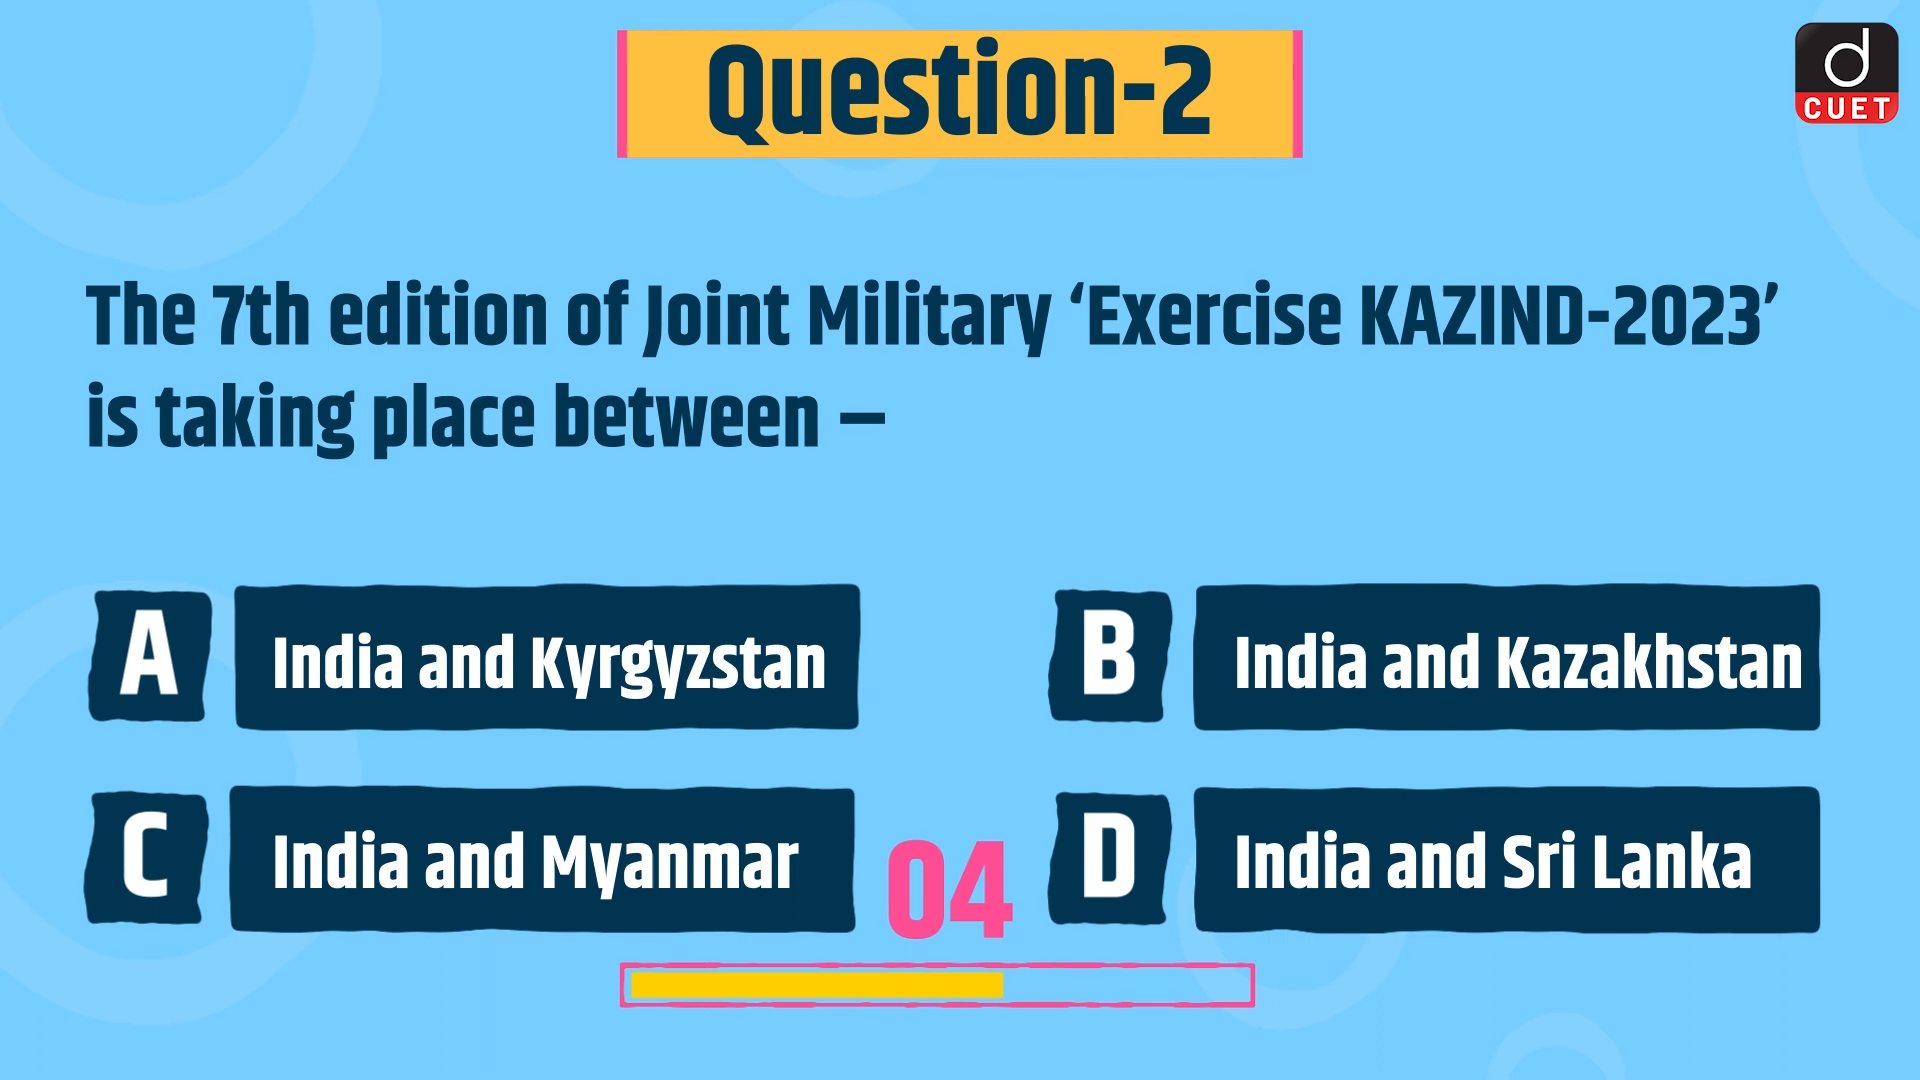 Question-2
d
CUET
The 7th edition of Joint Military ‘Exercise KAZIND-2023’
is taking place between –
A India and Kyrgyzstan
B India and Kazakhstan
C India and Myanmar
04
D India and Sri Lanka